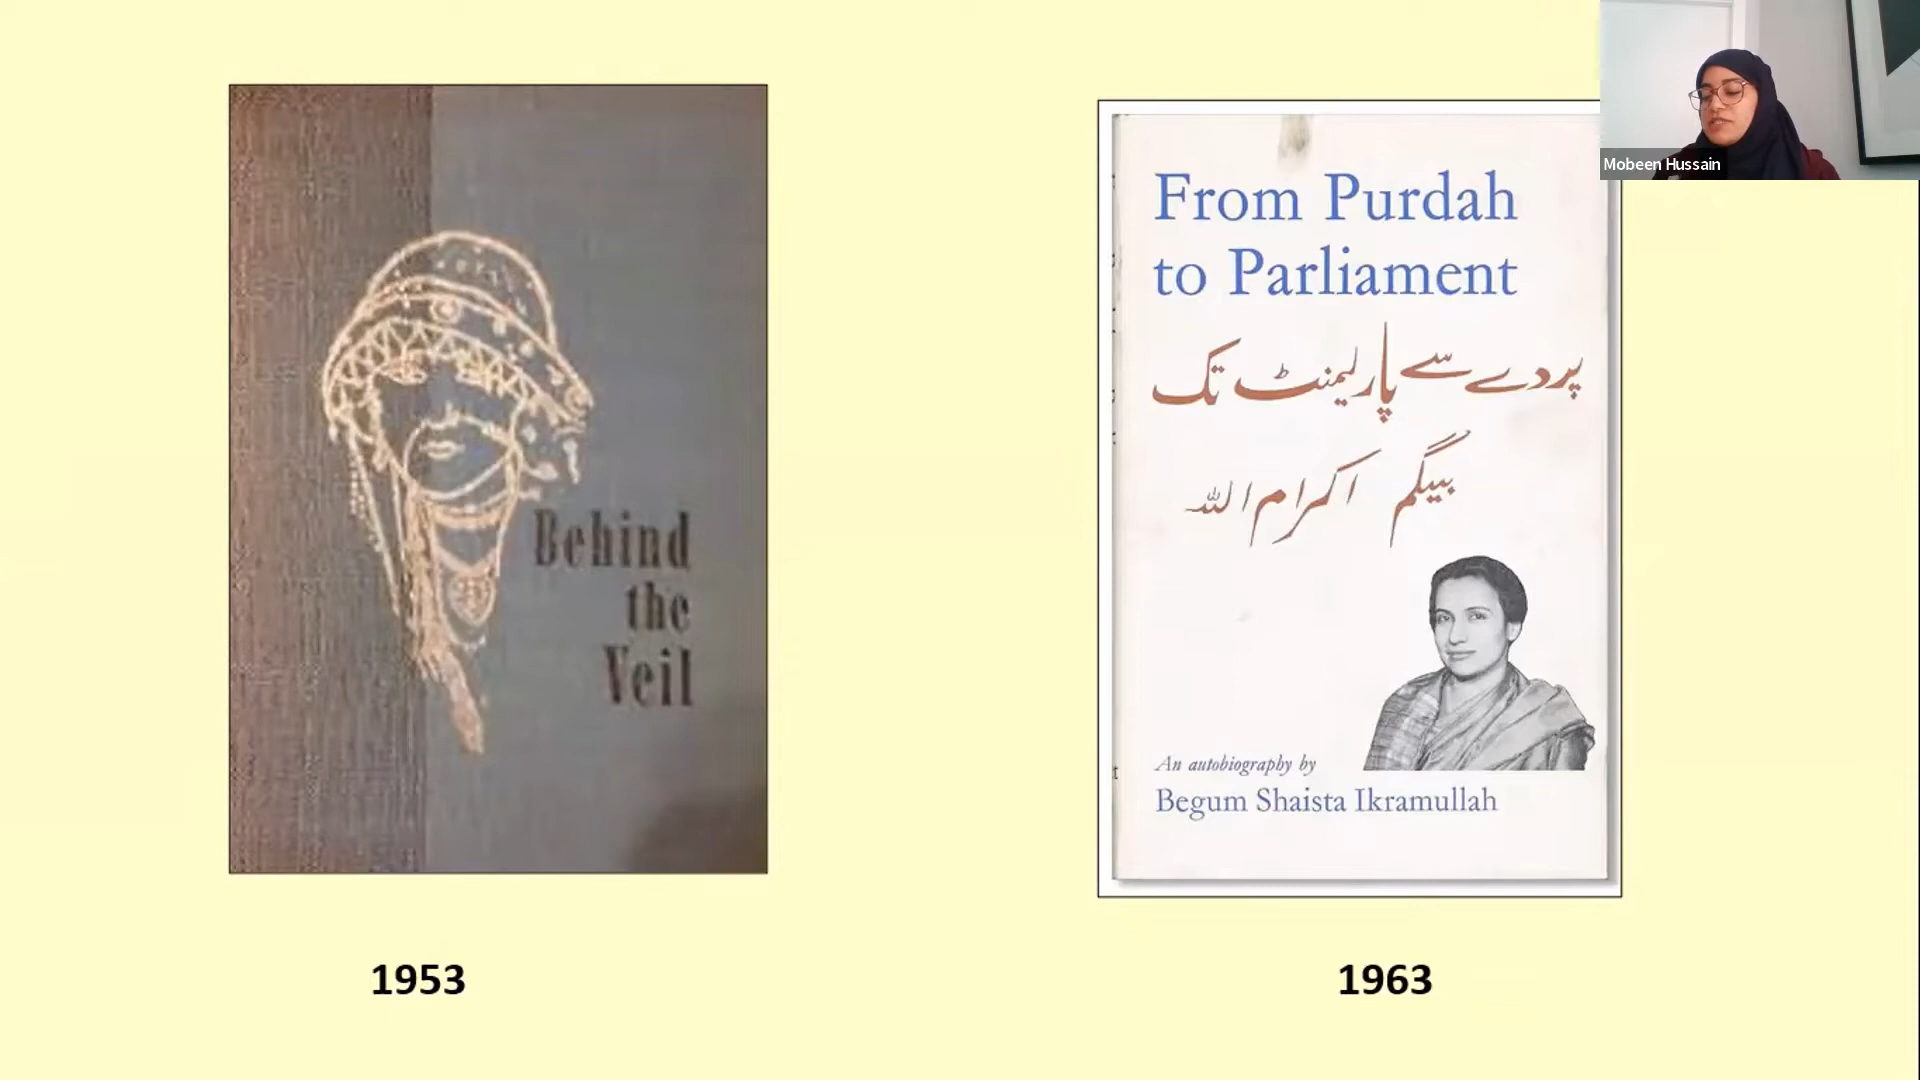 Behind
the
Veil
1953
From Purdah
to Parliament
پردے سے پارلیمنٹ تک
بیگم اکرام اللہ
An autobiography by
Begum Shaista Ikramullah
1963
Mobeen Hussain